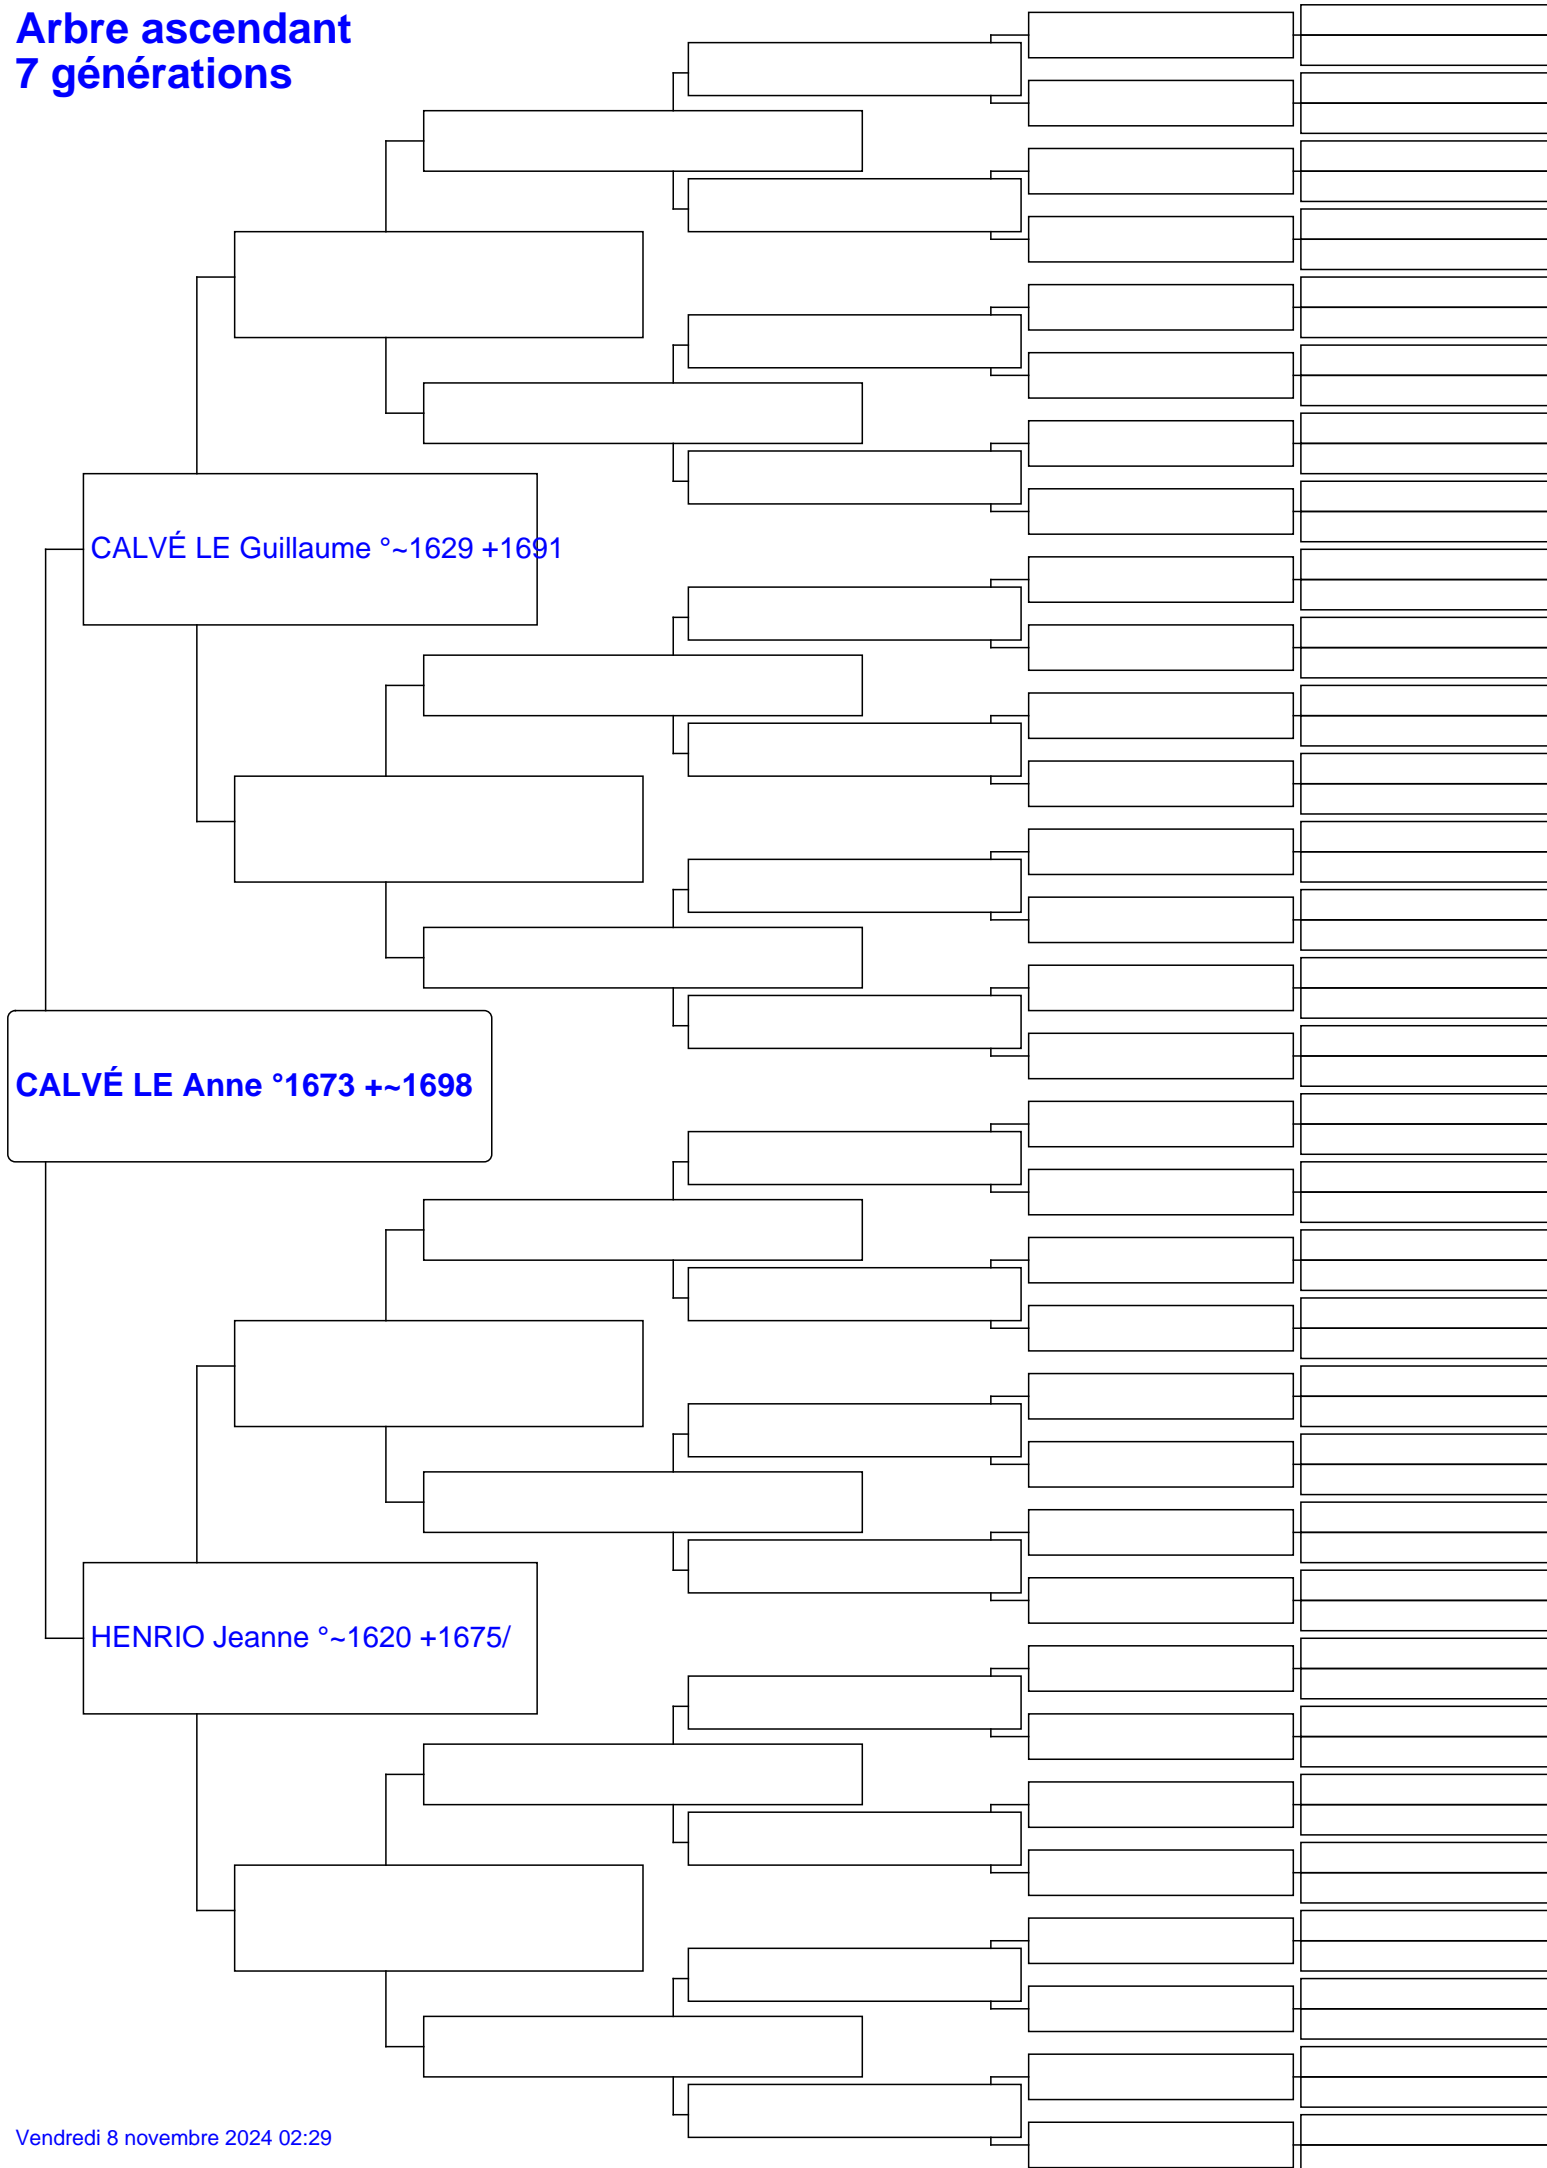 Arbre ascendant
7 générations
CALVÉ LE Guillaume °~1629 +1691
CALVÉ LE Anne °1673 +~1698
HENRIO Jeanne °~1620 +1675/
Vendredi 8 novembre 2024 02:29